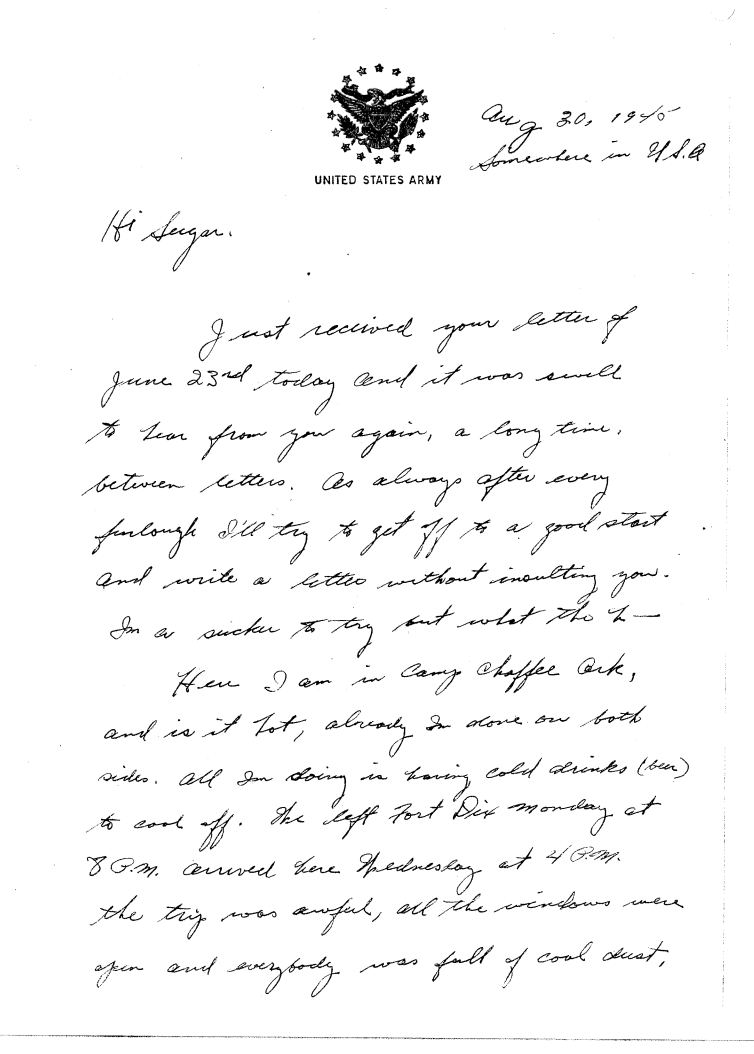 Aug 20, 1945
Somewhere in U.S.A
UNITED STATES ARMY
Hi Sugar.
Just received your letter of
June 23rd today and it was swell
to hear from you again, a long time.
between letters. As always after every
furlough I'll try to get off to a good start
and write a letter without insulting you.
Im a sucker to try but what the h—
Here I am in Camp Chaffee Ark,
and is it hot, already Im done on both
sides. All Im doing is having cold drinks (beer)
to cool off. We left Fort Dix Monday at
8 P.M. arrived here Wednesday at 4 P.M.
the trip was awful, all the windows were
open and everybody was full of coal dust,